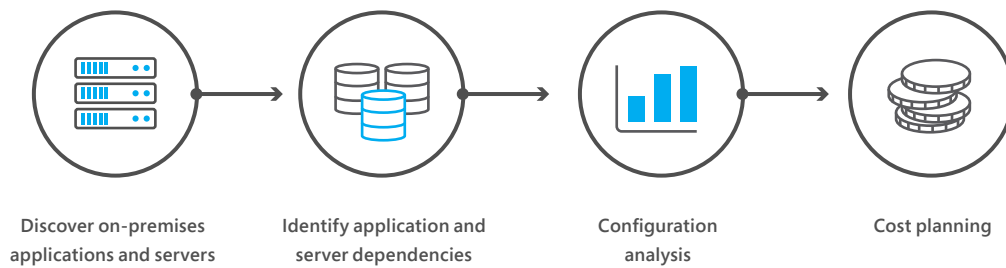 Discover on-premises
applications and servers
Identify application and
server dependencies
Configuration
analysis
Cost planning